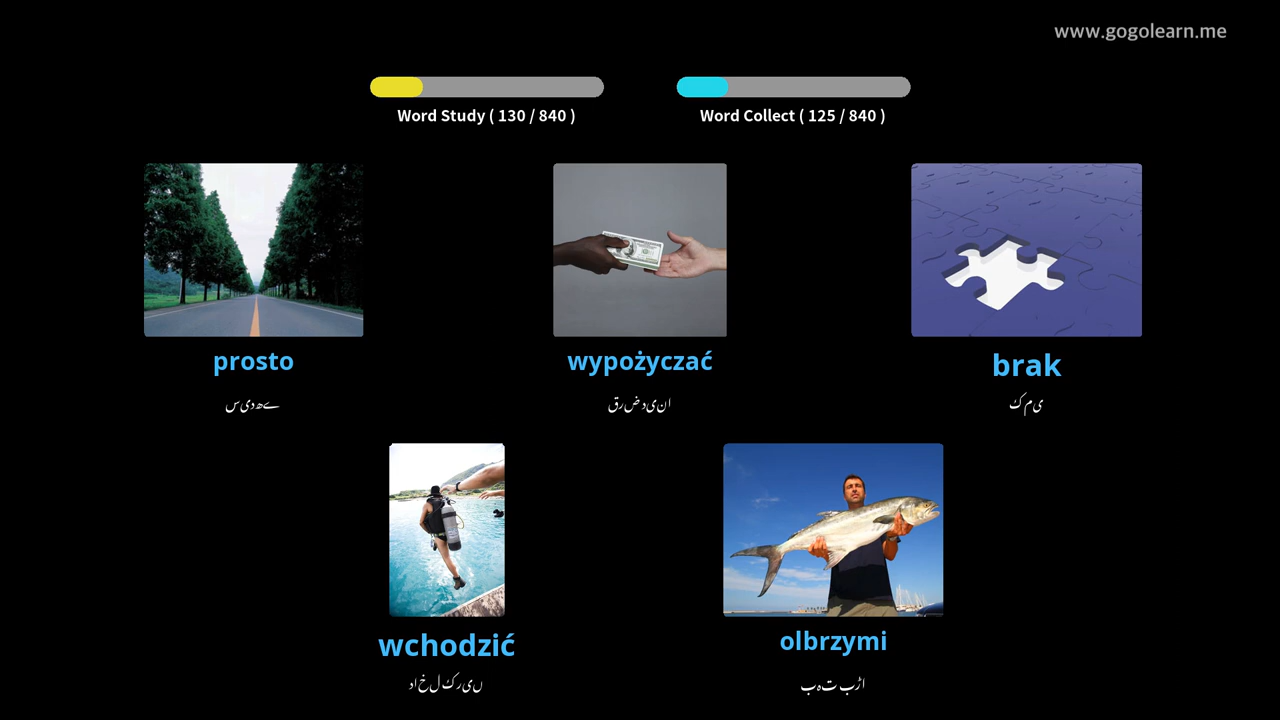 www.gogolearn.me
Word Study ( 130 / 840 )
Word Collect ( 125 / 840 )
prosto
سیدھے
wypożyczać
قرض دینا
brak
کمی
wchodzić
داخل کریں
olbrzymi
بہت بڑا